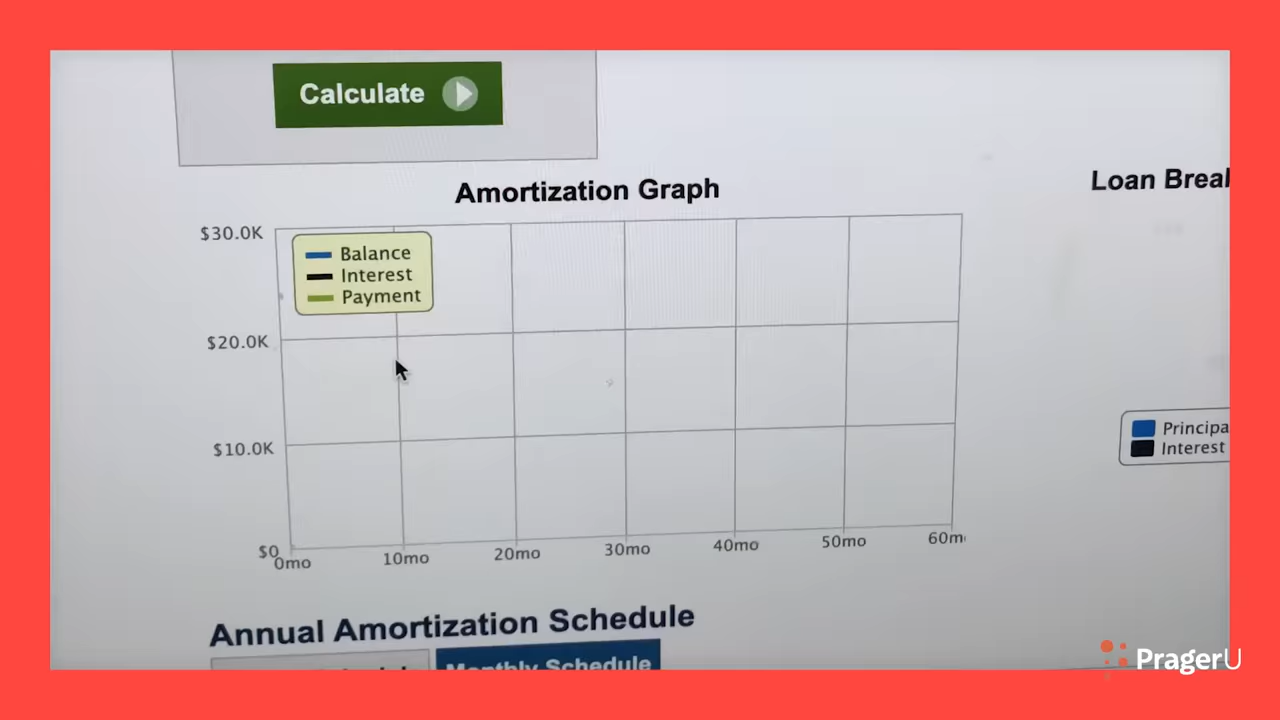 Calculate
Amortization Graph
Loan Break
$30.0K
Balance
Interest
Payment
$20.0K
$10.0K
$0
0mo
10mo
20mo
30mo
40mo
50mo
60m
Principa
Interest
Annual Amortization Schedule
Monthly Schedule
PragerU